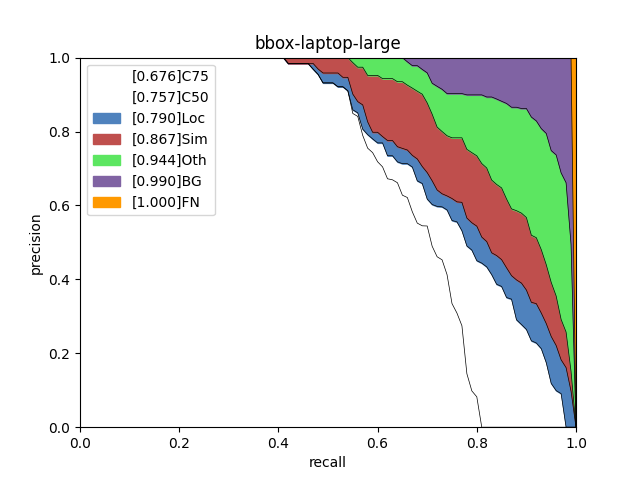 bbox-laptop-large
[0.676]C75
[0.757]C50
[0.790]Loc
[0.867]Sim
[0.944]Oth
[0.990]BG
[1.000]FN
precision
1.0
0.8
0.6
0.4
0.2
0.0
0.0 0.2 0.4 0.6 0.8 1.0
recall